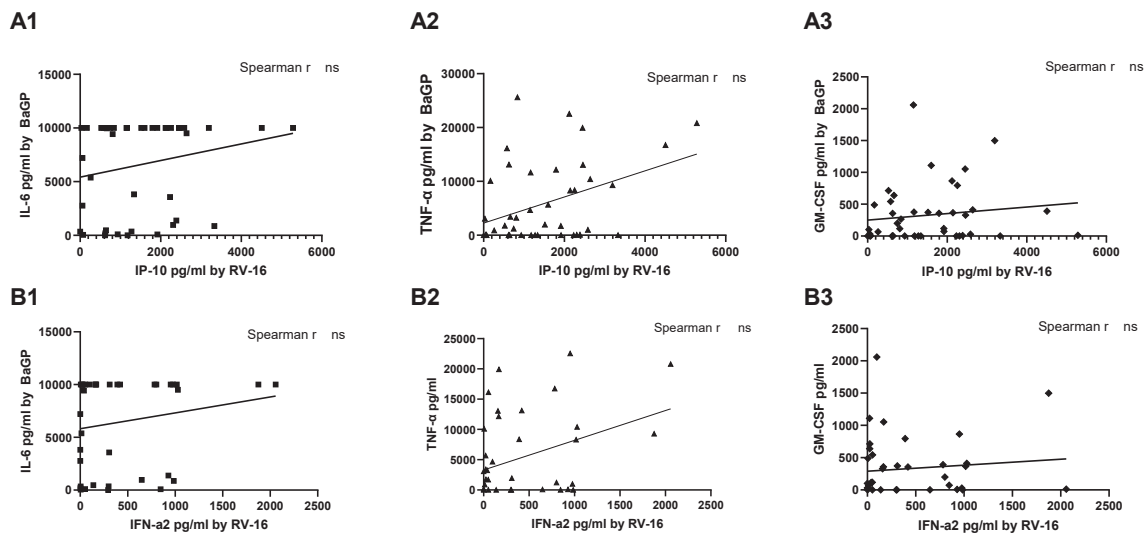 A1
Spearman r ns
15000
10000
5000
0
IL-6 pg/ml by BaGP
0 2000 4000 6000
IP-10 pg/ml by RV-16
A2
Spearman r ns
30000
20000
10000
0
TNF-α pg/ml by BaGP
0 2000 4000 6000
IP-10 pg/ml by RV-16
A3
Spearman r ns
2500
2000
1500
1000
500
0
GM-CSF pg/ml by BaGP
0 2000 4000 6000
IP-10 pg/ml by RV-16
B1
Spearman r ns
15000
10000
5000
0
IL-6 pg/ml by BaGP
0 500 1000 1500 2000 2500
IFN-a2 pg/ml by RV-16
B2
Spearman r ns
25000
20000
15000
10000
5000
0
TNF-α pg/ml
0 500 1000 1500 2000 2500
IFN-a2 pg/ml by RV-16
B3
Spearman r ns
2500
2000
1500
1000
500
0
GM-CSF pg/ml
0 500 1000 1500 2000 2500
IFN-a2 pg/ml by RV-16